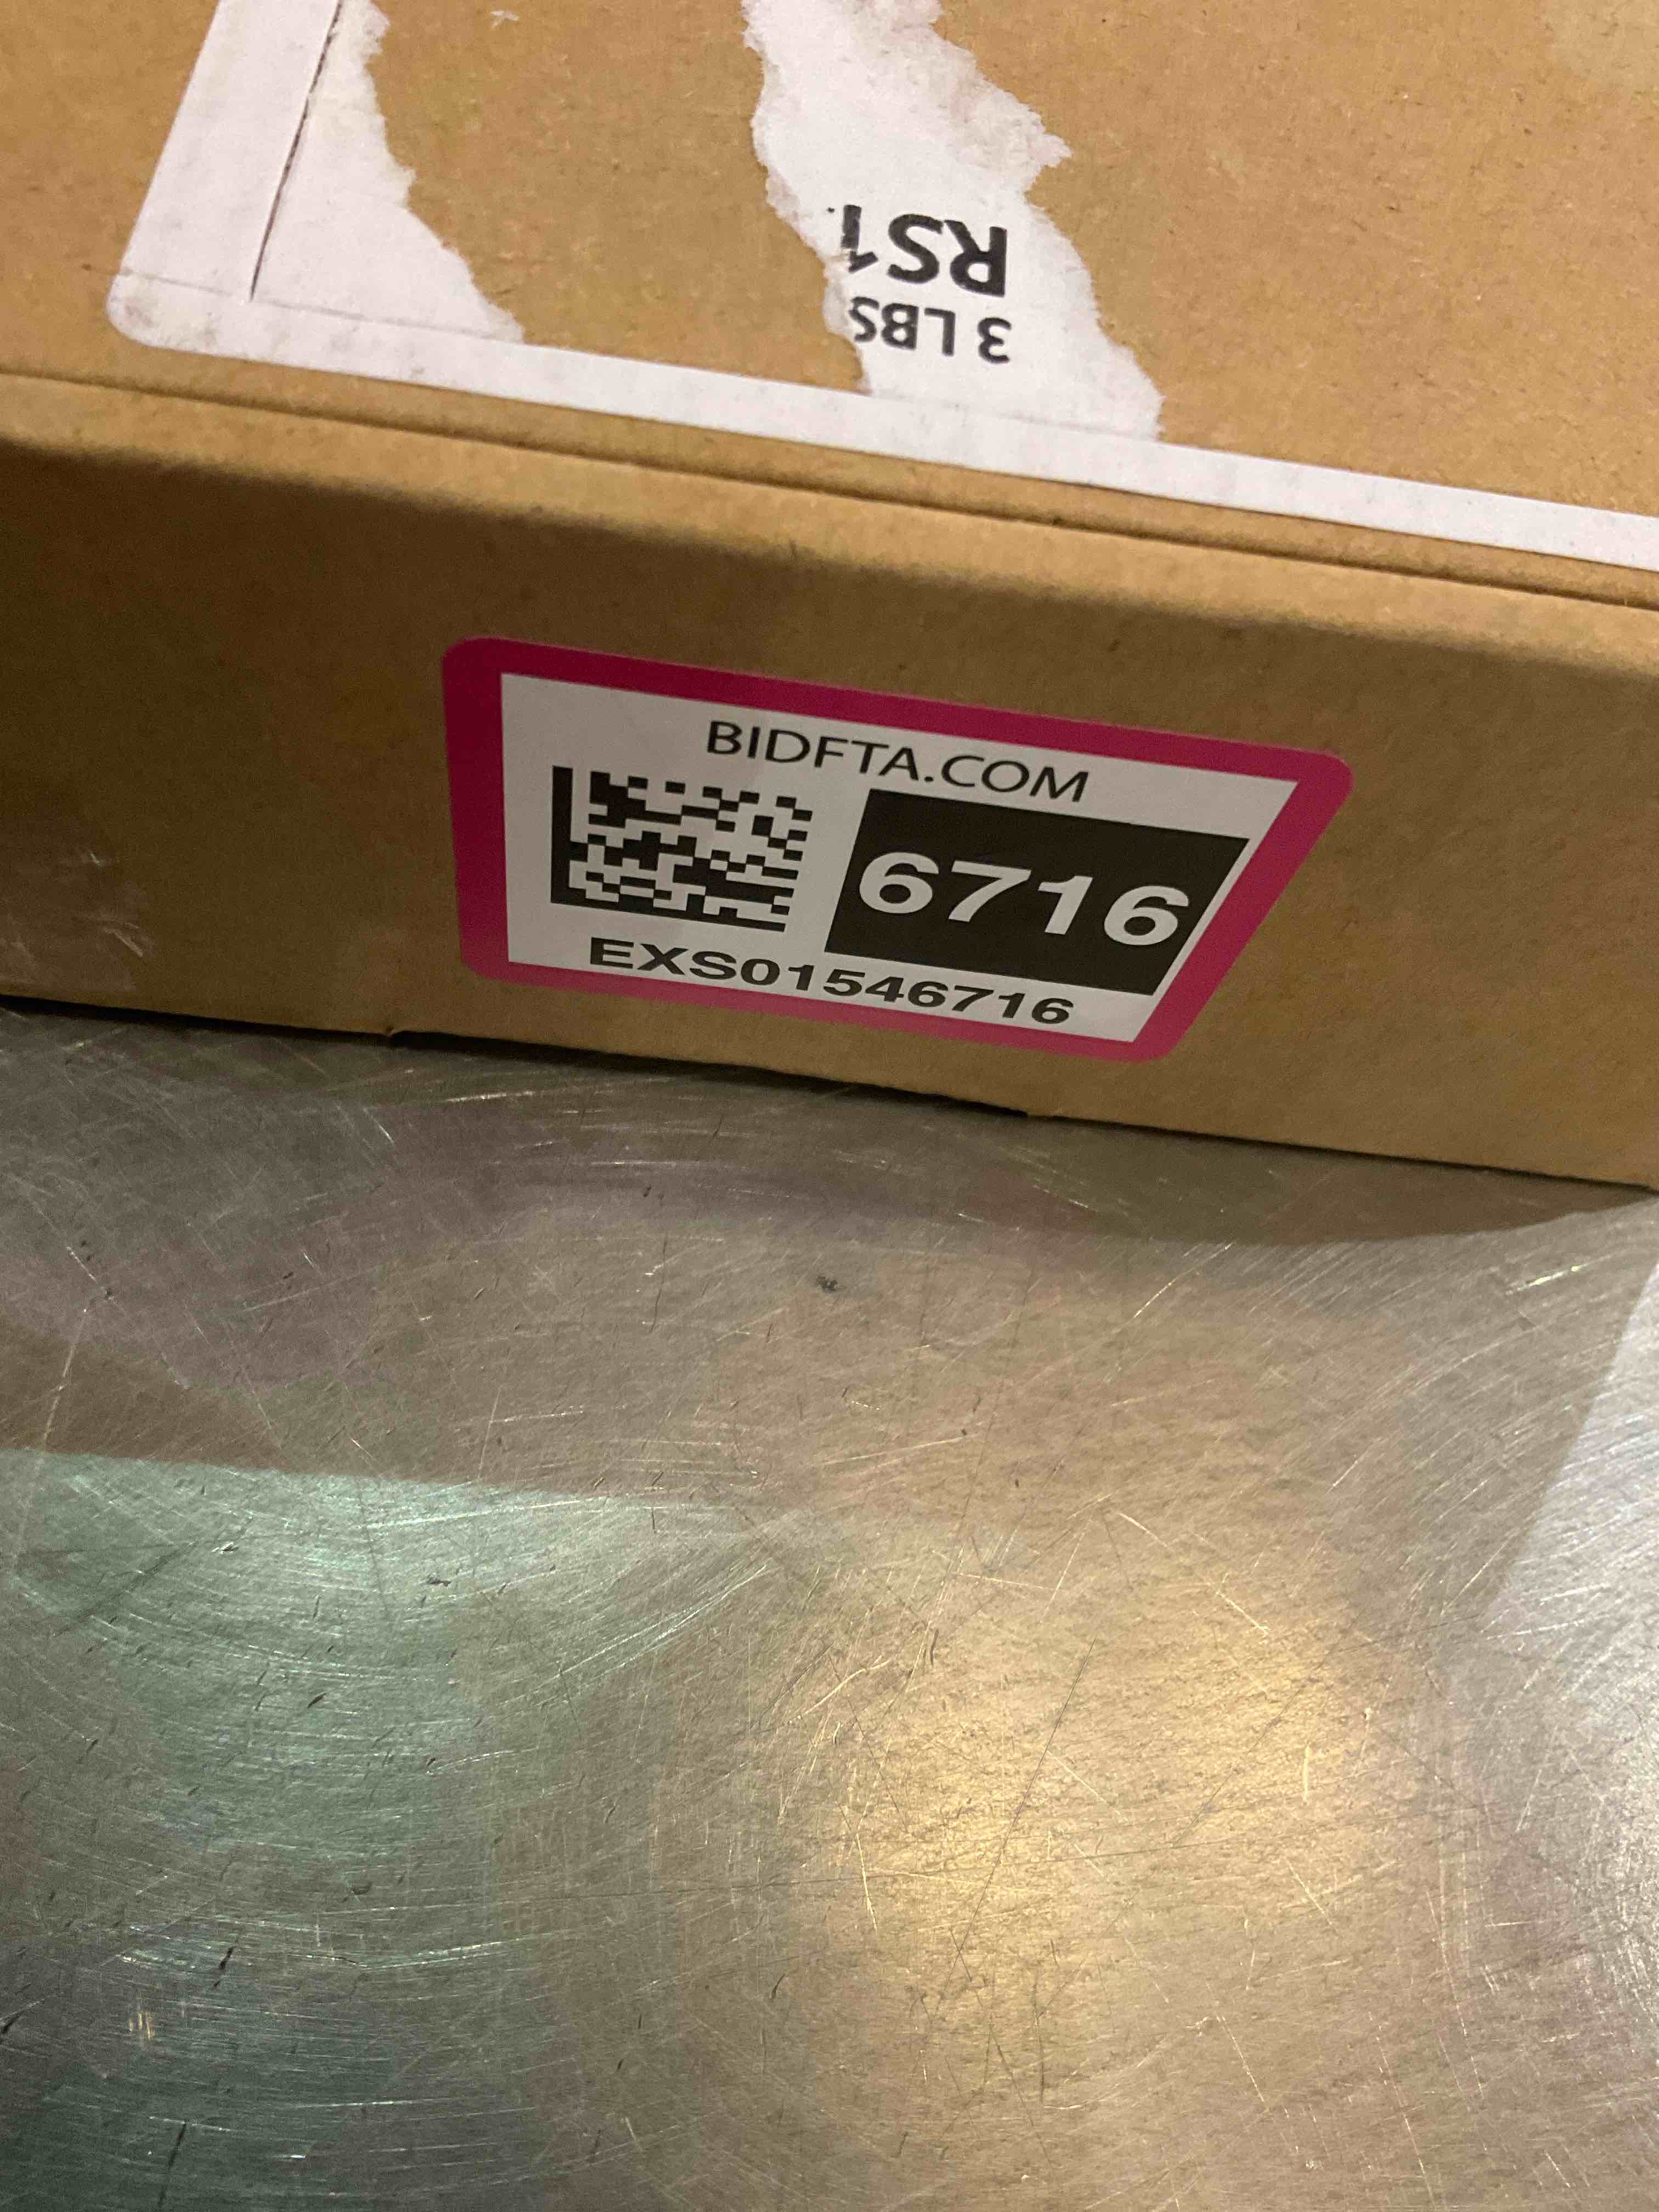 3 LBS
RS1
BIDFTA.COM
6716
EXS01546716